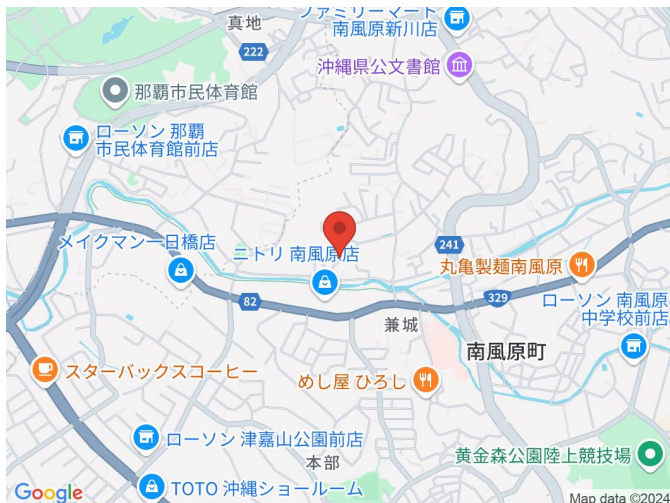 ファミリーマート
南風原新川店
真地
222
沖縄県公文書館
那覇市民体育館
ローソン 那覇
市民体育館前店
メイクマン一日橋店
ニトリ 南風原店
241
丸亀製麺南風原
82
329
ローソン 南風原
中学校前店
兼城
南風原町
スターバックスコーヒー
めし屋 ひろし
ローソン 津嘉山公園前店
本部
黄金森公園陸上競技場
TOTO 沖縄ショールーム
Google
Map data ©2024